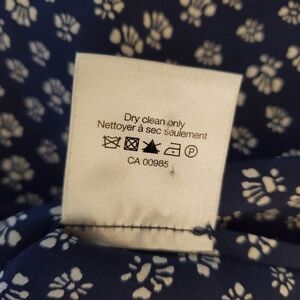 Dry clean only
Nettoyer à sec seulement
P
CA 00985